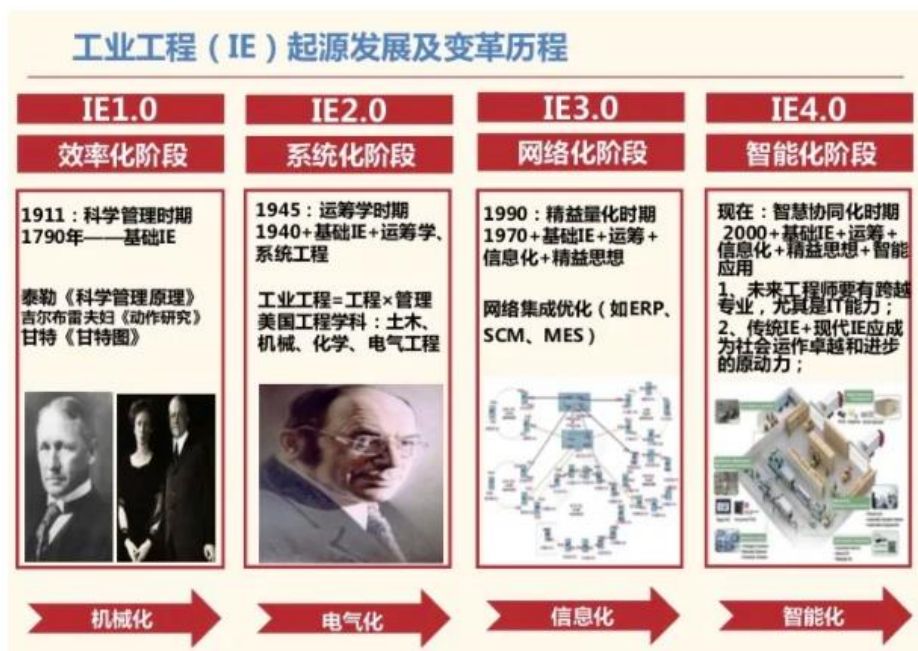 工业工程（IE）起源发展及变革历程
IE1.0
效率化阶段
1911：科学管理时期
1790年——基础IE
泰勒《科学管理原理》
吉尔布雷夫妇《动作研究》
甘特《甘特图》
机械化
IE2.0
系统化阶段
1945：运筹学时期
1940+基础IE+运筹学、
系统工程
工业工程=工程×管理
美国工程学科：土木、
机械、化学、电气工程
电气化
IE3.0
网络化阶段
1990：精益量化时期
1970+基础IE+运筹+
信息化+精益思想
网络集成优化（如ERP、
SCM、MES）
信息化
IE4.0
智能化阶段
现在：智慧协同化时期
2000+基础IE+运筹+
信息化+精益思想+智能
应用
1、未来工程师要有跨越
专业，尤其是IT能力；
2、传统IE+现代IE应成
为社会运作卓越和进步
的原动力；
智能化